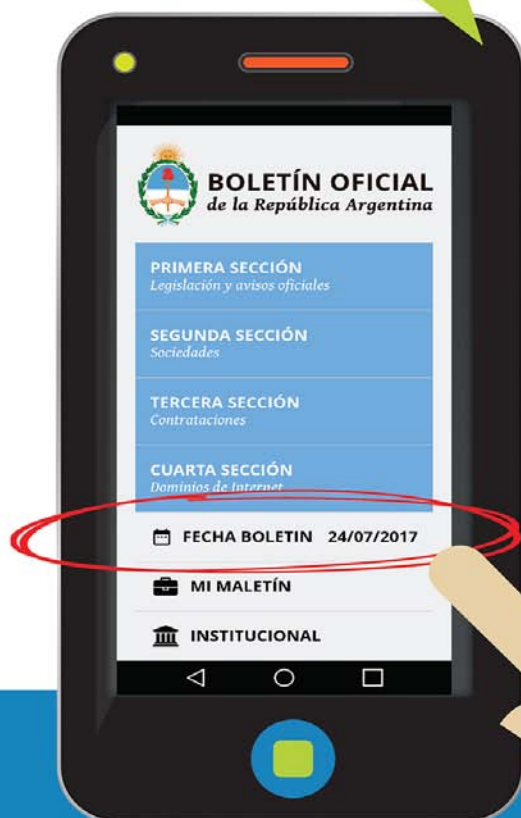 BOLETÍN OFICIAL
de la República Argentina
PRIMERA SECCIÓN
Legislación y avisos oficiales
SEGUNDA SECCIÓN
Sociedades
TERCERA SECCIÓN
Contrataciones
CUARTA SECCIÓN
Dominios de Internet
FECHA BOLETIN 24/07/2017
MI MALETÍN
INSTITUCIONAL